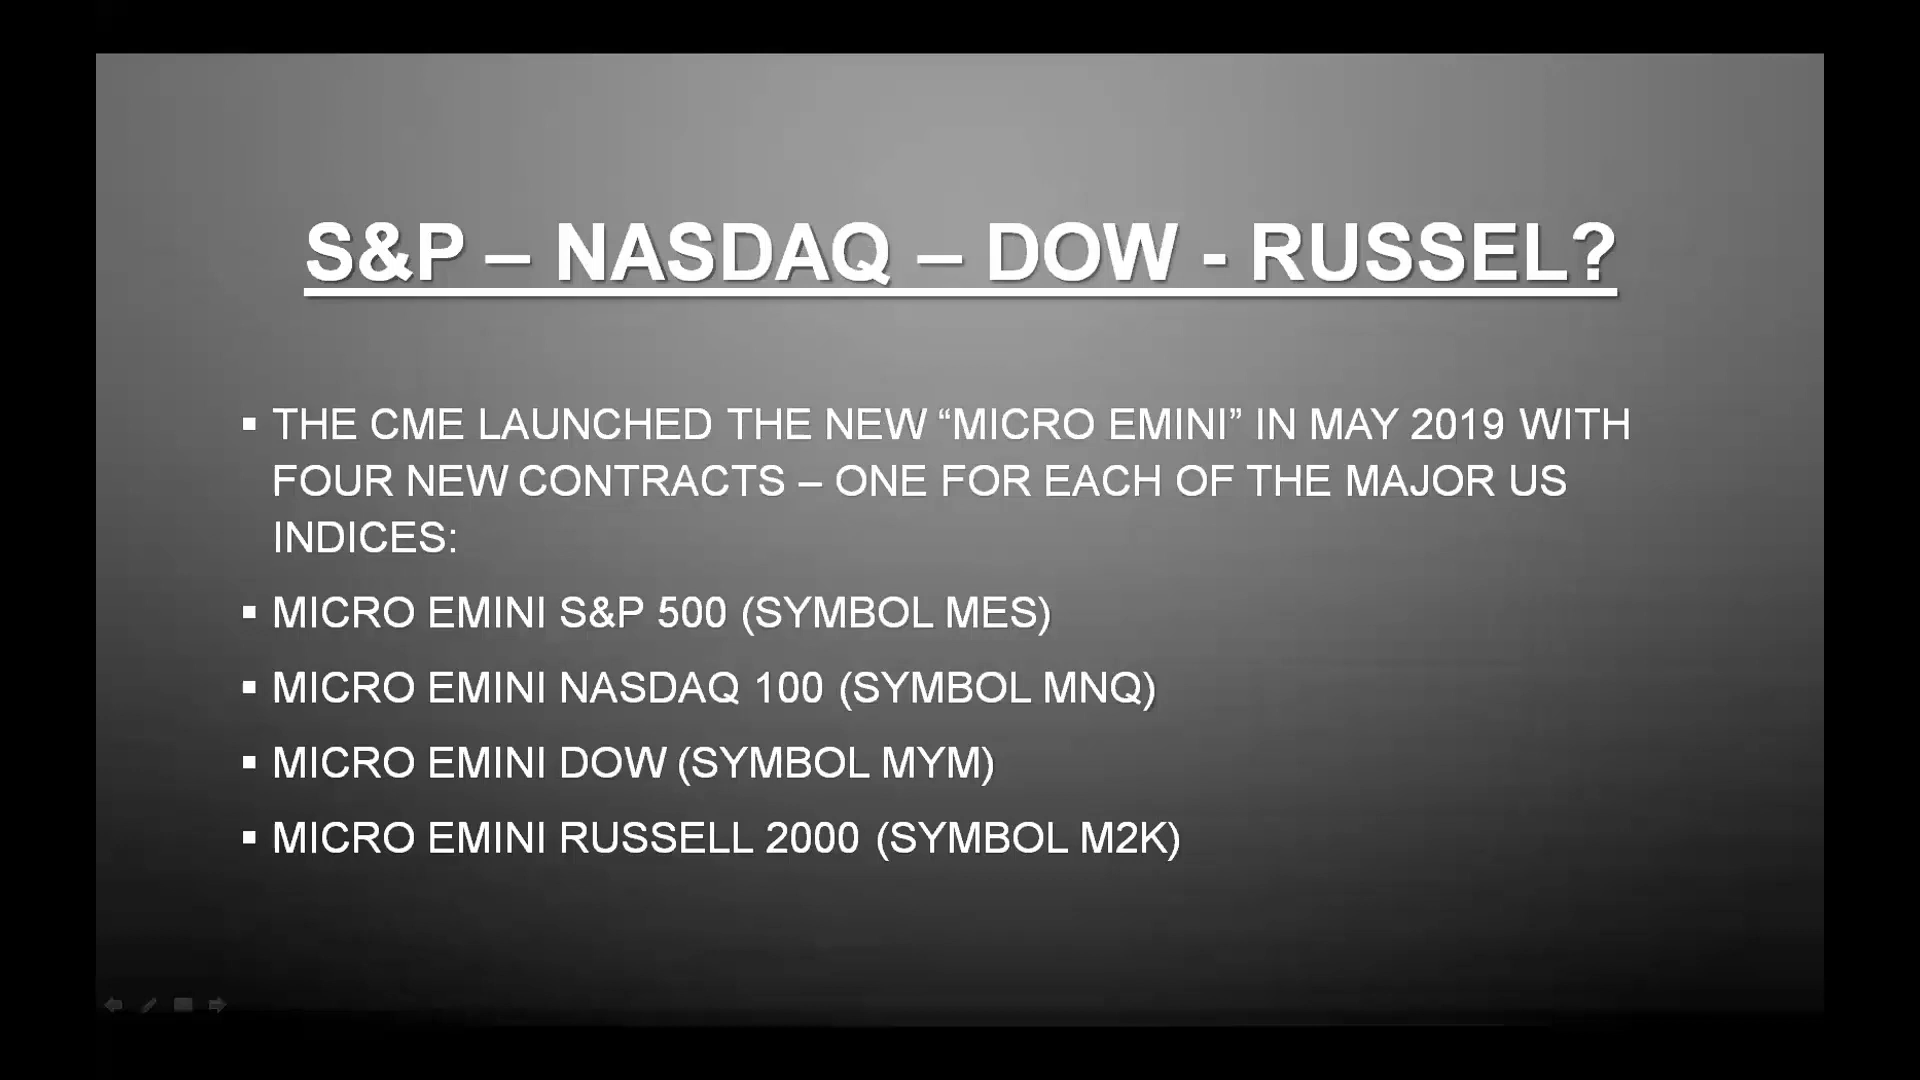 S&P – NASDAQ – DOW - RUSSEL?
▪ THE CME LAUNCHED THE NEW “MICRO EMINI” IN MAY 2019 WITH
FOUR NEW CONTRACTS – ONE FOR EACH OF THE MAJOR US
INDICES:
▪ MICRO EMINI S&P 500 (SYMBOL MES)
▪ MICRO EMINI NASDAQ 100 (SYMBOL MNQ)
▪ MICRO EMINI DOW (SYMBOL MYM)
▪ MICRO EMINI RUSSELL 2000 (SYMBOL M2K)